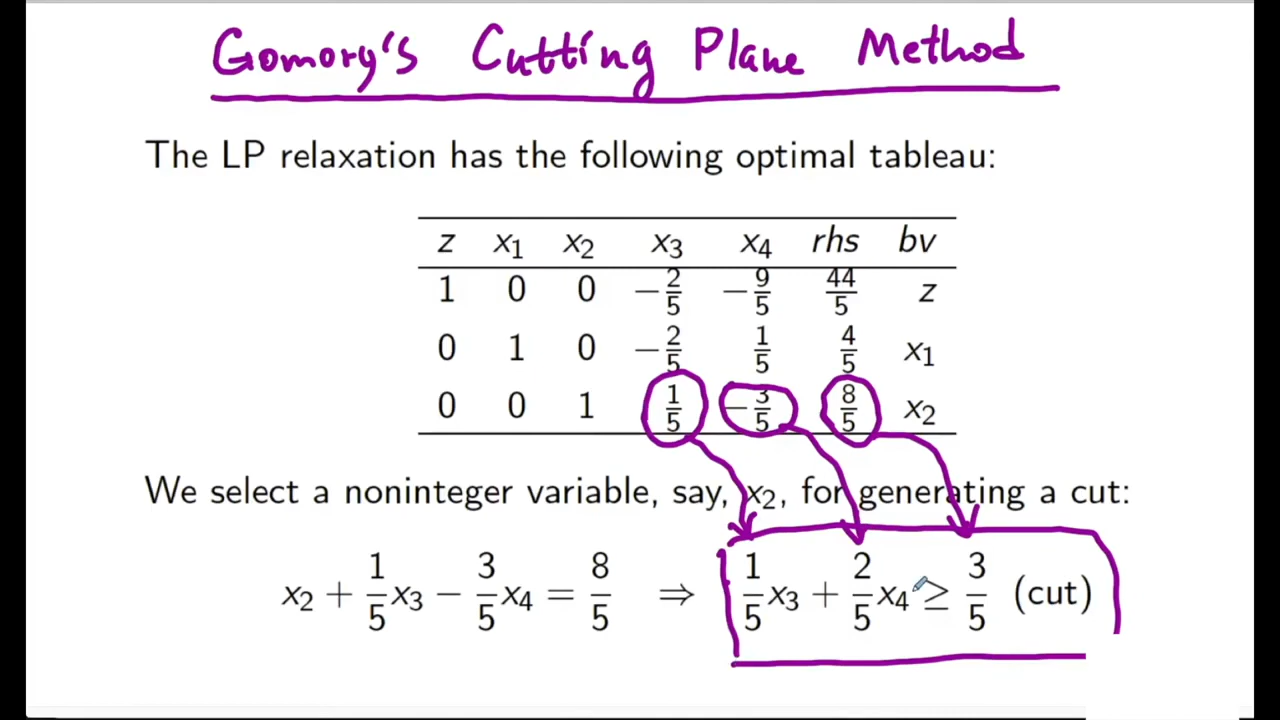 Gomory's Cutting Plane Method
The LP relaxation has the following optimal tableau:
z x₁ x₂ x₃ x₄ rhs bv
1 0 0 −2/5 −9/5 44/5 z
0 1 0 −2/5 1/5 4/5 x₁
0 0 1 1/5 −3/5 8/5 x₂
We select a noninteger variable, say, x₂, for generating a cut:
x₂ + 1/5 x₃ − 3/5 x₄ = 8/5 ⇒ 1/5 x₃ + 2/5 x₄ ≥ 3/5 (cut)